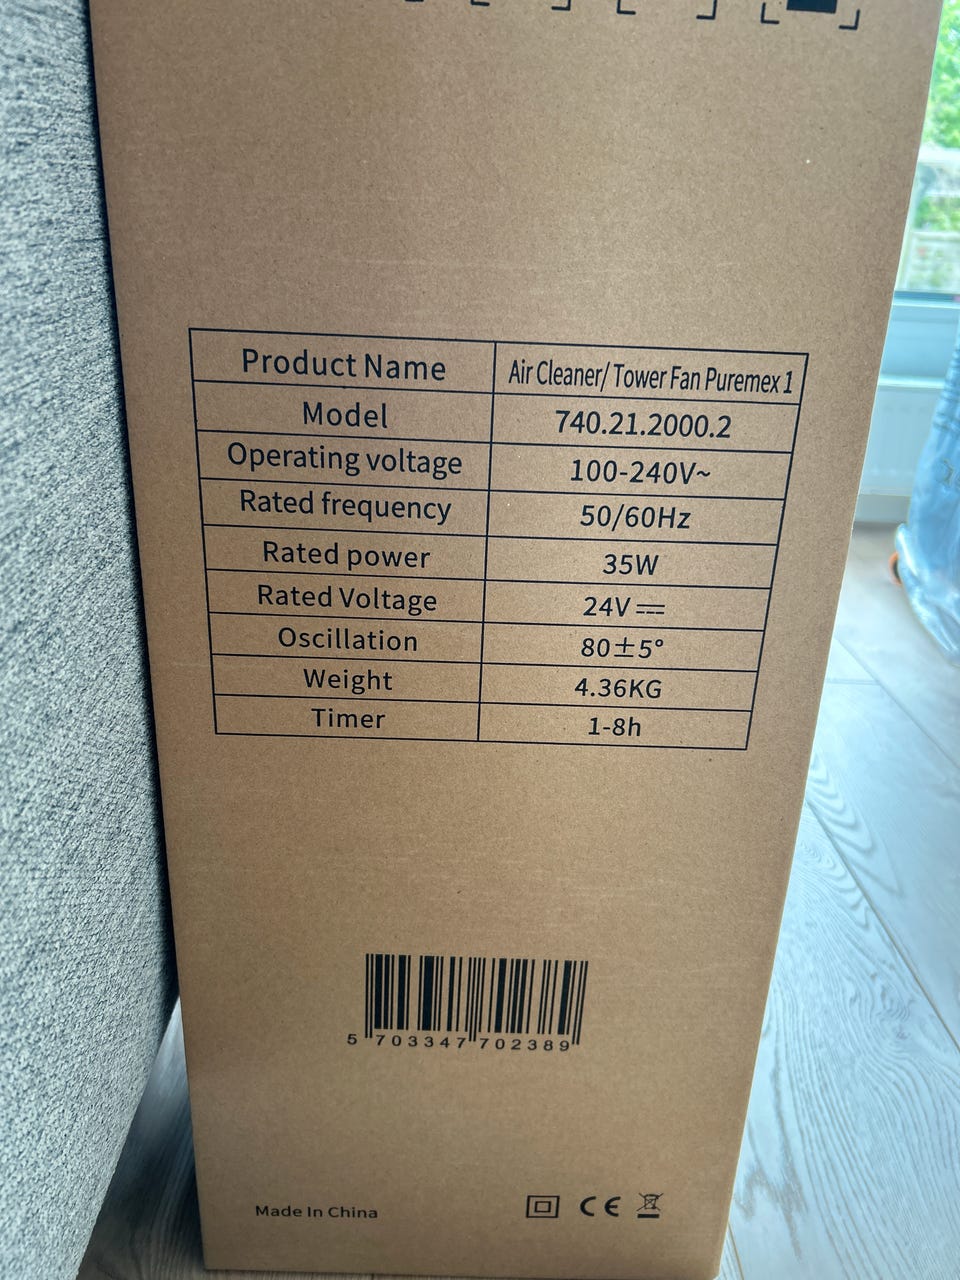 Product Name Air Cleaner/ Tower Fan Puremex 1
Model 740.21.2000.2
Operating voltage 100-240V~
Rated frequency 50/60Hz
Rated power 35W
Rated Voltage 24V⎓
Oscillation 80±5°
Weight 4.36KG
Timer 1-8h
5 703347 702389
Made In China CE